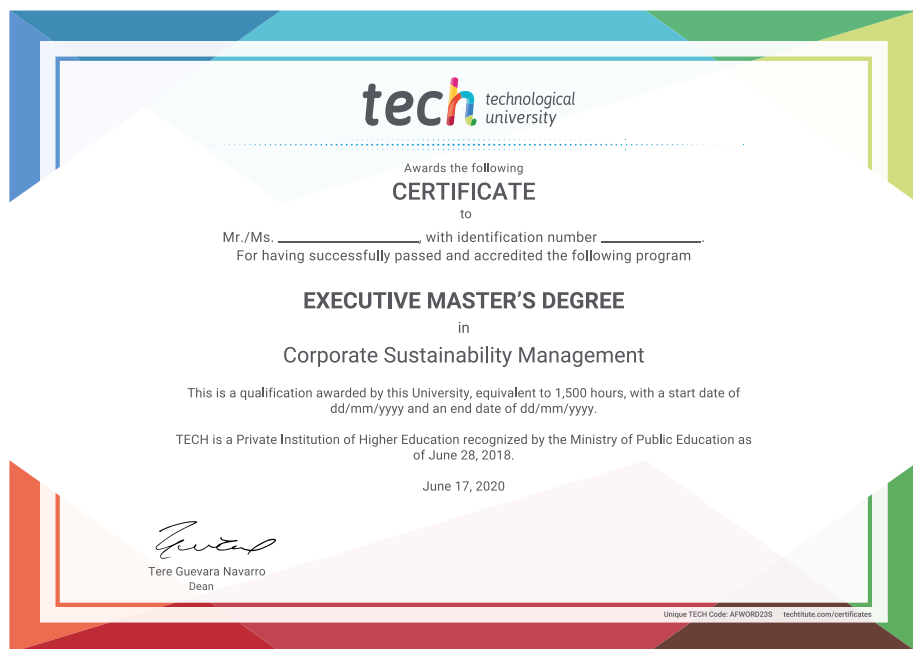 tech technological
university
Awards the following
CERTIFICATE
to
Mr./Ms. ____________, with identification number ____________.
For having successfully passed and accredited the following program
EXECUTIVE MASTER'S DEGREE
in
Corporate Sustainability Management
This is a qualification awarded by this University, equivalent to 1,500 hours, with a start date of
dd/mm/yyyy and an end date of dd/mm/yyyy.
TECH is a Private Institution of Higher Education recognized by the Ministry of Public Education as
of June 28, 2018.
June 17, 2020
Tere Guevara Navarro
Dean
Unique TECH Code: AFWORD23S techtitute.com/certificates